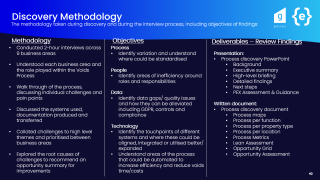 Discovery Methodology
The methodology taken during discovery and during the interview process, including objectives of findings
Methodology
• Conducted 2-hour interviews across 9 business areas
• Understood each business area and the role played within the Voids Process
• Walk through of the process, discussing individual challenges and pain points
• Discussed the systems used, documentation produced and transferred
• Collated challenges to high level themes and prioritised between business areas
• Explored the root causes of challenges to recommend an opportunity summary for improvements
Objectives
Process
• Identify variation and understand where could be standardised
People
• Identify areas of inefficiency around roles and responsibilities
Data
• Identify data gaps/ quality issues and how they can be alleviated including GDPR, controls and compliance
Technology
• Identify the touchpoints of different systems and where these could be aligned, integrated or utilised better/ expanded
• Understand areas of the process that could be automated to increase efficiency and reduce voids time/costs
Deliverables – Review Findings
Presentation:
• Process discovery PowerPoint
• Background
• Executive summary
• High-level briefing
• Detailed findings
• Next steps
• PEX Assessment & Guidance
Written document:
• Process discovery document
• Process maps
• Process per function
• Process per property type
• Process per location
• Process Metrics
• Lean Assessment
• Opportunity Grid
• Opportunity Assessment